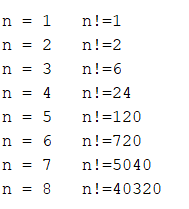 n = 1   n!=1
n = 2   n!=2
n = 3   n!=6
n = 4   n!=24
n = 5   n!=120
n = 6   n!=720
n = 7   n!=5040
n = 8   n!=40320